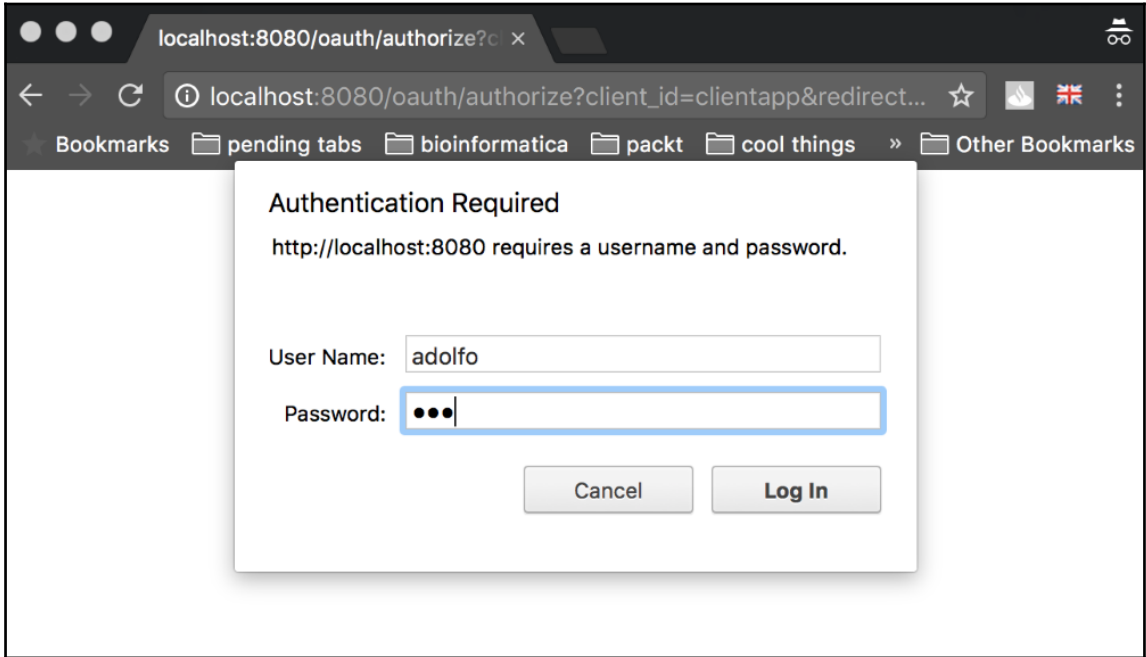 localhost:8080/oauth/authorize?c
localhost:8080/oauth/authorize?client_id=clientapp&redirect...
Bookmarks pending tabs bioinformatica packt cool things » Other Bookmarks
Authentication Required
http://localhost:8080 requires a username and password.
User Name: adolfo
Password: •••
Cancel Log In